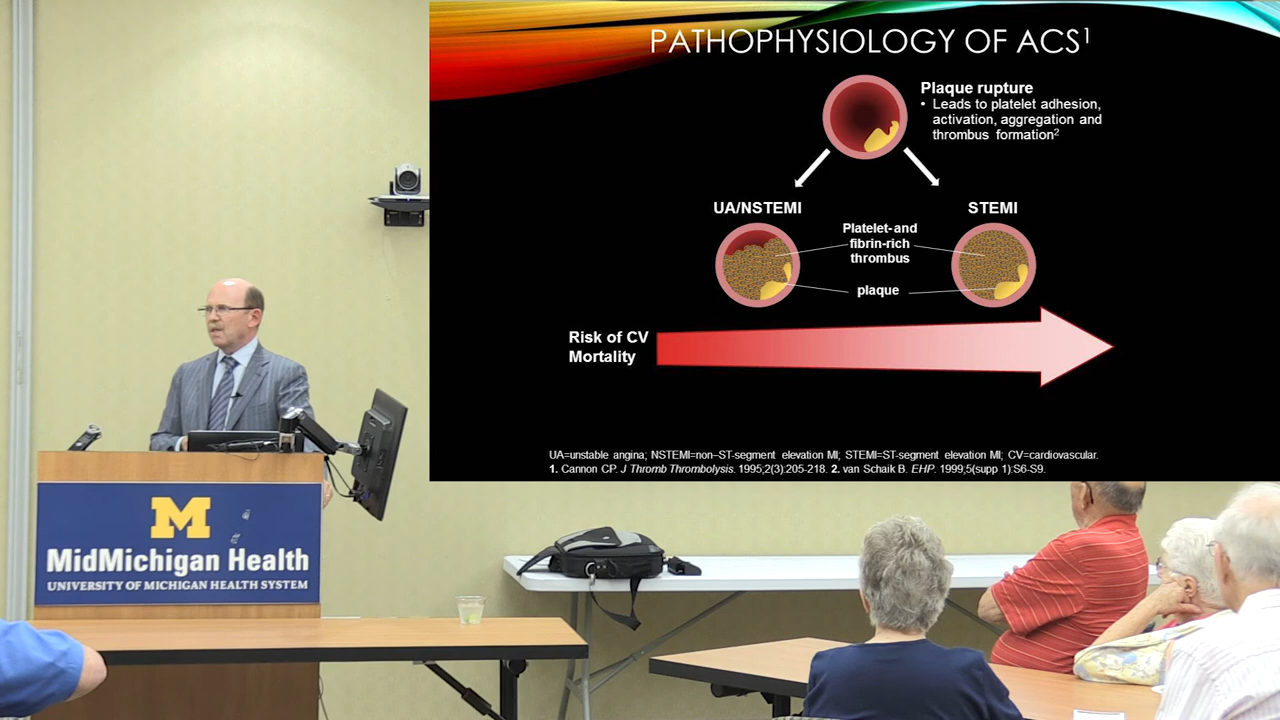 PATHOPHYSIOLOGY OF ACS1
Plaque rupture
• Leads to platelet adhesion,
activation, aggregation and
thrombus formation2
UA/NSTEMI
STEMI
Platelet-and
fibrin-rich
thrombus
plaque
Risk of CV
Mortality
UA=unstable angina; NSTEMI=non–ST-segment elevation MI; STEMI=ST-segment elevation MI; CV=cardiovascular.
1. Cannon CP. J Thromb Thrombolysis. 1995;2(3):205-218. 2. van Schaik B. EHP. 1999;5(supp 1):S6-S9.
M
MidMichigan Health
UNIVERSITY OF MICHIGAN HEALTH SYSTEM